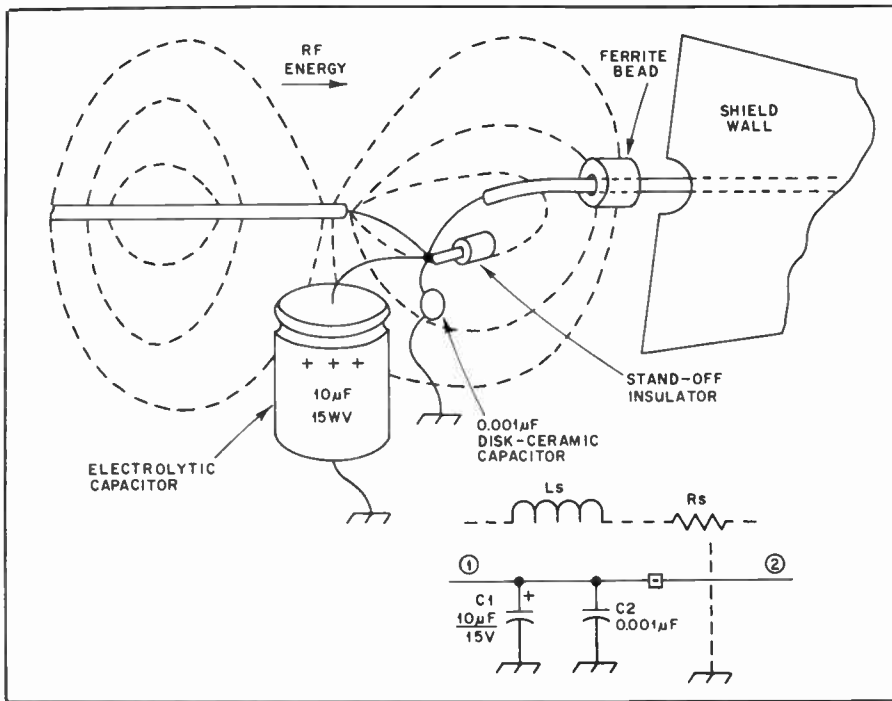 RF
ENERGY
FERRITE
BEAD
SHIELD
WALL
+ + +
10µF
15WV
STAND-OFF
INSULATOR
0.001µF
DISK-CERAMIC
CAPACITOR
ELECTROLYTIC
CAPACITOR
Ls
Rs
①
②
C1
+
10µF
15V
C2
0.001µF